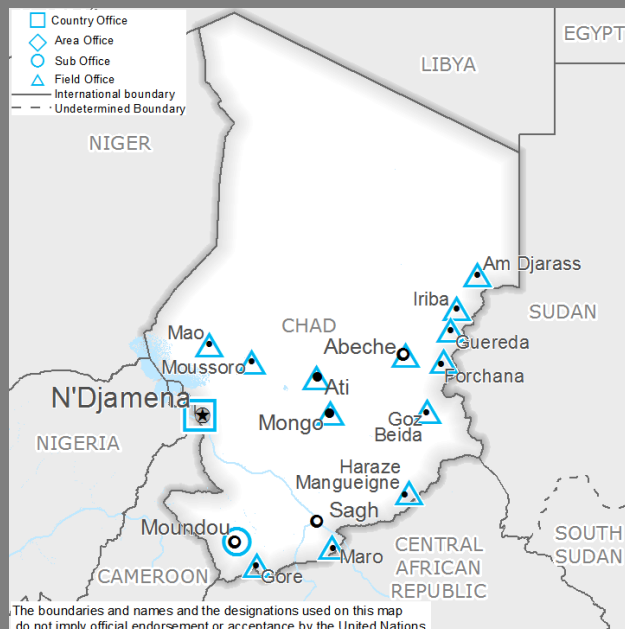 Country Office
Area Office
Sub Office
Field Office
International boundary
Undetermined Boundary
EGYPT
LIBYA
NIGER
Am Djarass
Iriba
SUDAN
CHAD
Mao
Abeche
Guereda
Moussoro
Forchana
Ati
N'Djamena
Mongo
Goz
Beida
NIGERIA
Haraze
Mangueigne
Sagh
Moundou
SOUTH
SUDAN
CENTRAL
AFRICAN
REPUBLIC
Maro
CAMEROON
Gore
The boundaries and names and the designations used on this map
do not imply official endorsement or acceptance by the United Nations